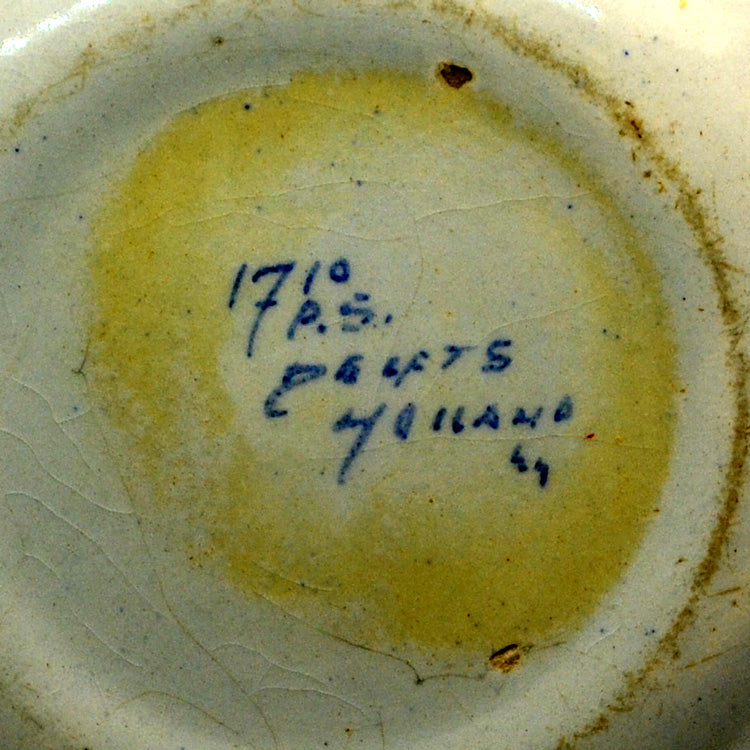 1710
P.S.
DELFTS
HOLLAND